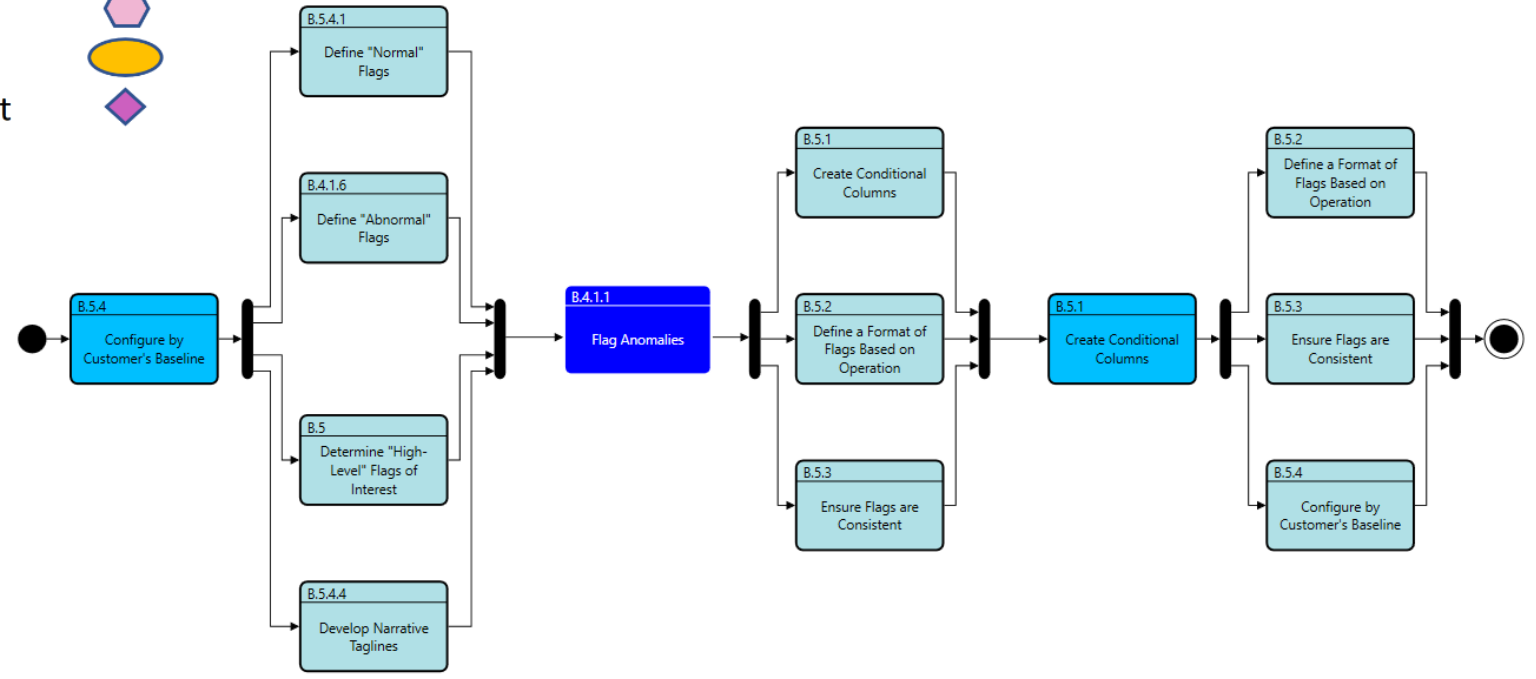 t
B.5.4
Configure by
Customer's Baseline
B.5.4.1
Define "Normal"
Flags
B.4.1.6
Define "Abnormal"
Flags
B.5
Determine "High-
Level" Flags of
Interest
B.5.4.4
Develop Narrative
Taglines
B.4.1.1
Flag Anomalies
B.5.1
Create Conditional
Columns
B.5.2
Define a Format of
Flags Based on
Operation
B.5.3
Ensure Flags are
Consistent
B.5.1
Create Conditional
Columns
B.5.2
Define a Format of
Flags Based on
Operation
B.5.3
Ensure Flags are
Consistent
B.5.4
Configure by
Customer's Baseline